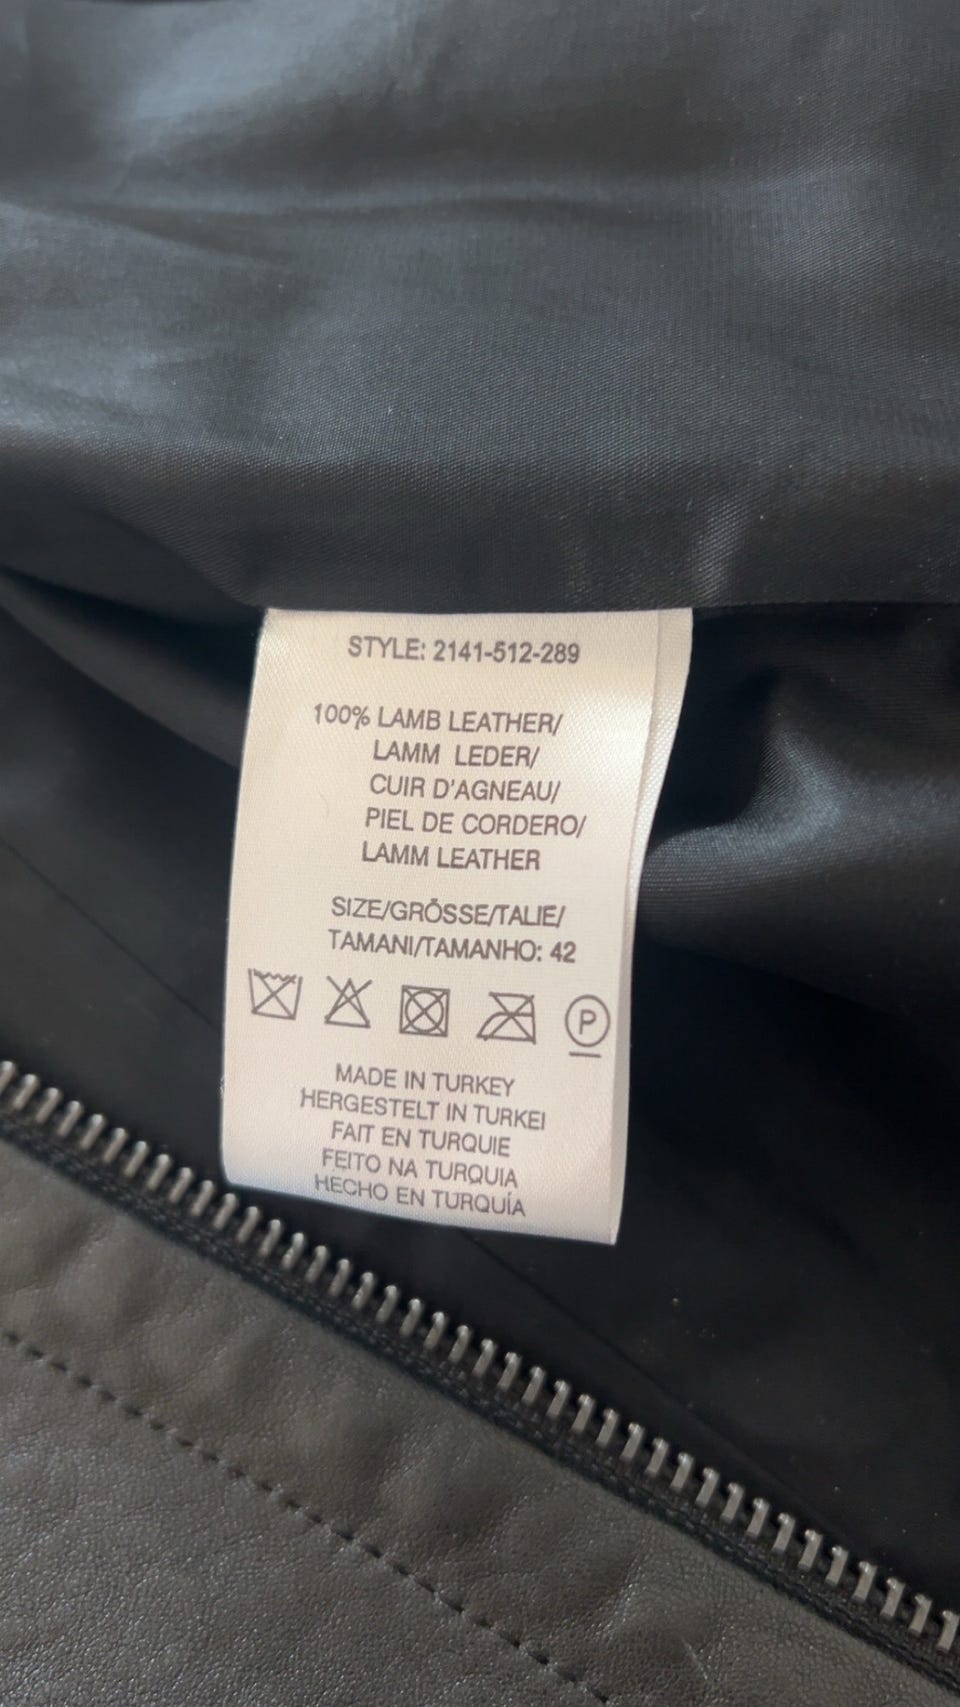 STYLE: 2141-512-289
100% LAMB LEATHER/
LAMM LEDER/
CUIR D'AGNEAU/
PIEL DE CORDERO/
LAMM LEATHER
SIZE/GRÖSSE/TALIE/
TAMANI/TAMANHO: 42
P
MADE IN TURKEY
HERGESTELT IN TURKEI
FAIT EN TURQUIE
FEITO NA TURQUIA
HECHO EN TURQUÍA